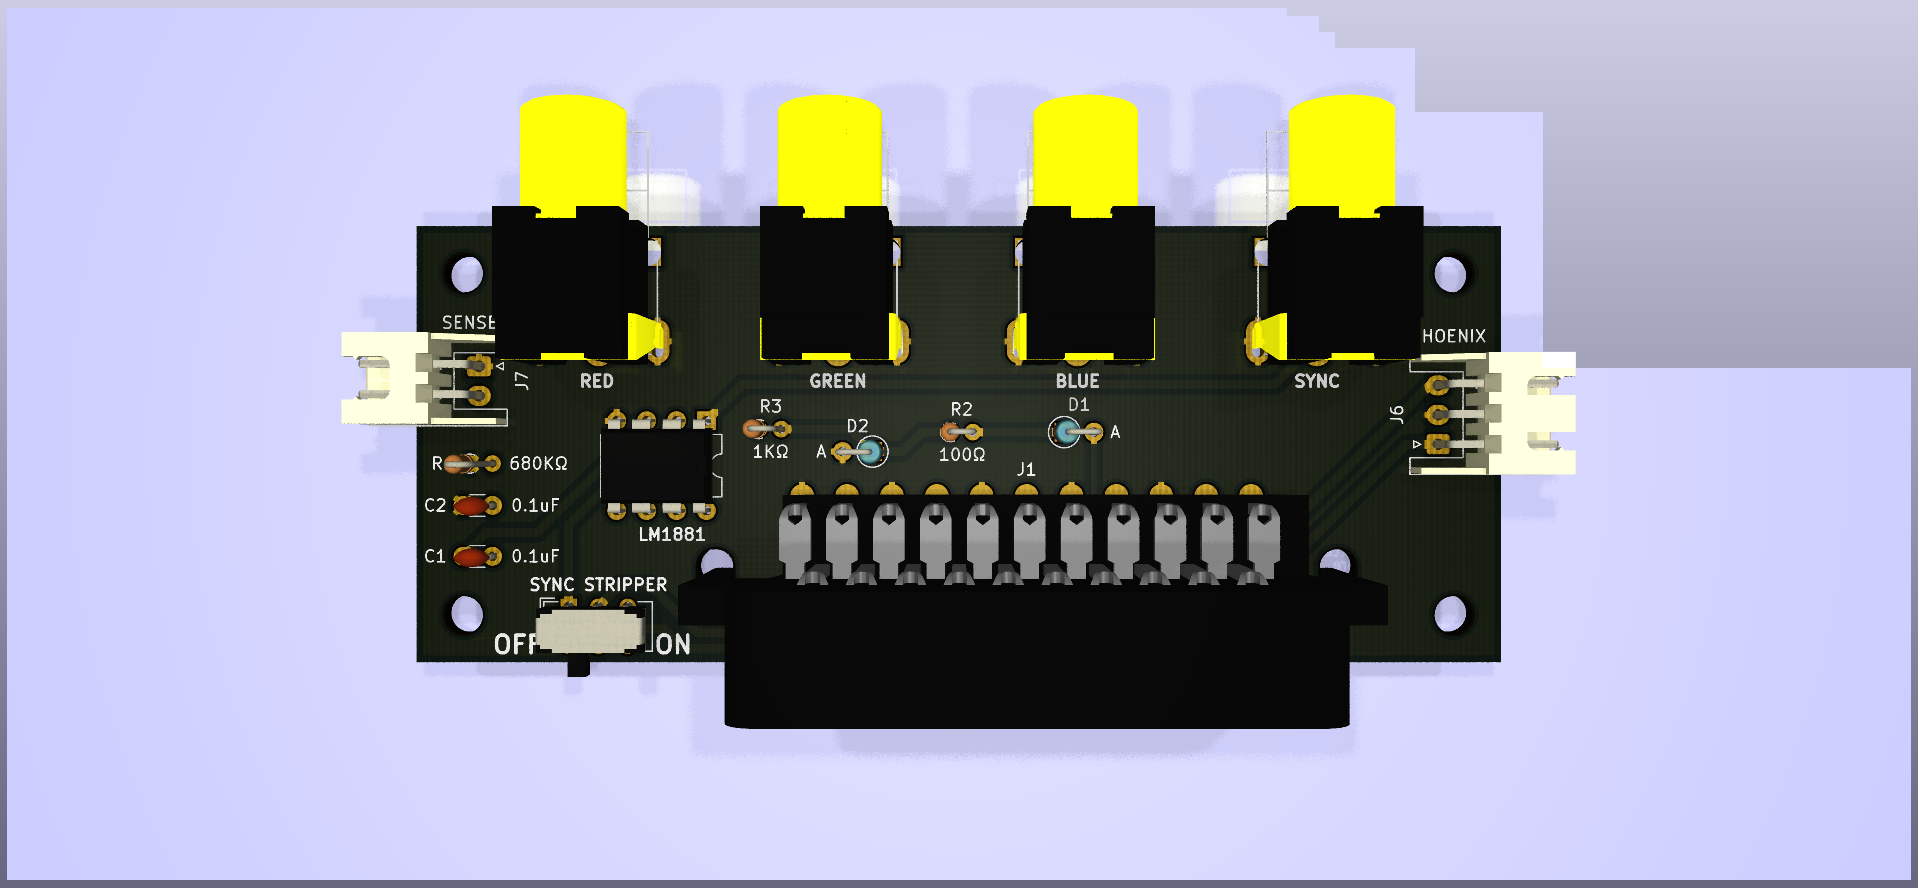 SENSE
HOENIX
J7
RED
GREEN
BLUE
SYNC
R3
R2
D1
J6
D2
A
1KΩ
A
100Ω
J1
R
680KΩ
C2
0.1uF
LM1881
C1
0.1uF
SYNC STRIPPER
OFF
ON